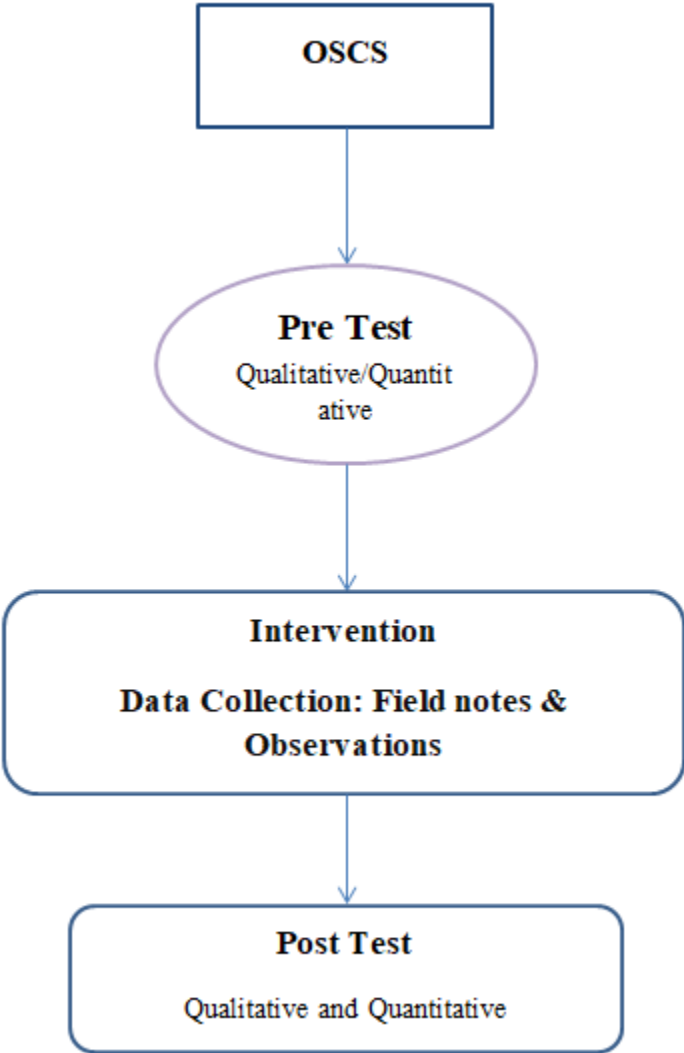 OSCS
Pre Test
Qualitative/Quantit
ative
Intervention
Data Collection: Field notes &
Observations
Post Test
Qualitative and Quantitative